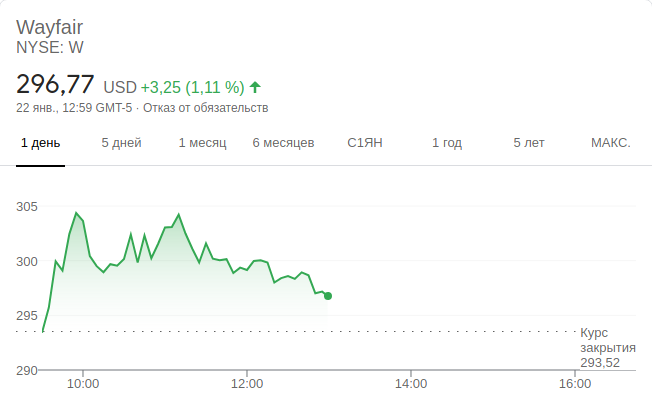 Wayfair
NYSE: W
296,77 USD +3,25 (1,11 %)
22 янв., 12:59 GMT-5 · Отказ от обязательств
1 день 5 дней 1 месяц 6 месяцев С1ЯН 1 год 5 лет МАКС.
305
300
295
290
Курс
закрытия
293,52
10:00 12:00 14:00 16:00